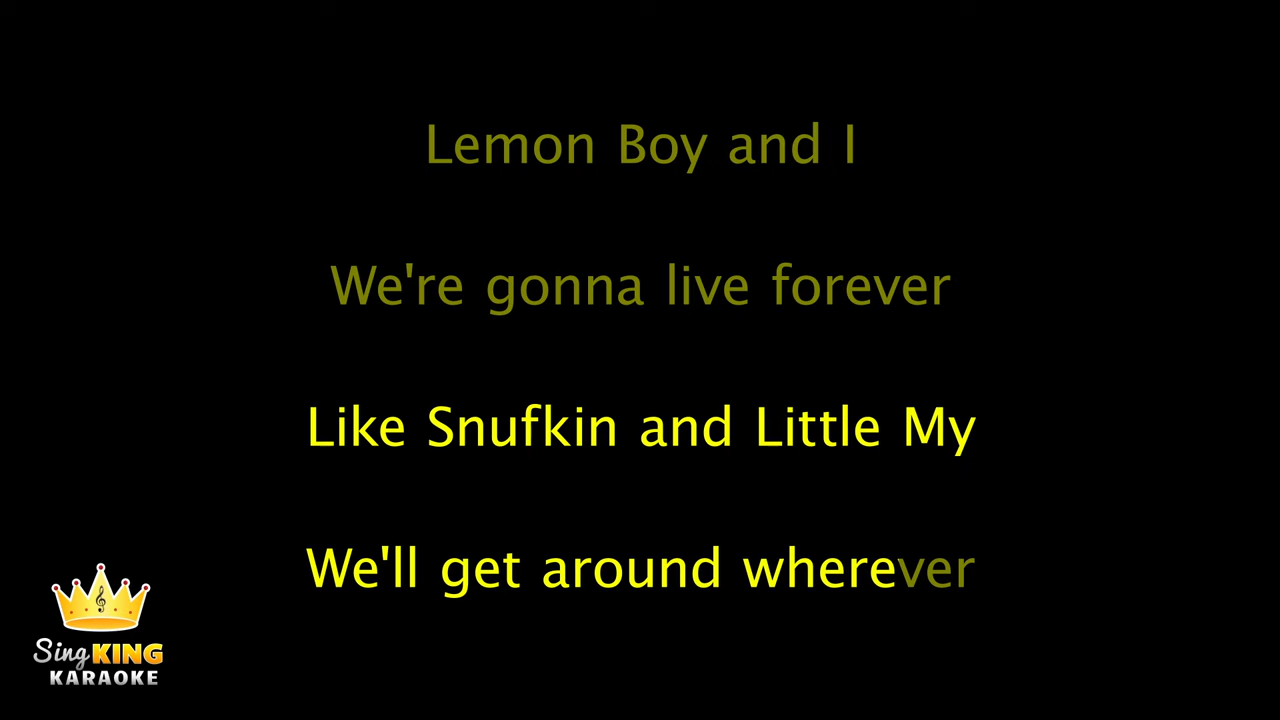 Lemon Boy and I
We're gonna live forever
Like Snufkin and Little My
We'll get around wherever
Sing KING
KARAOKE